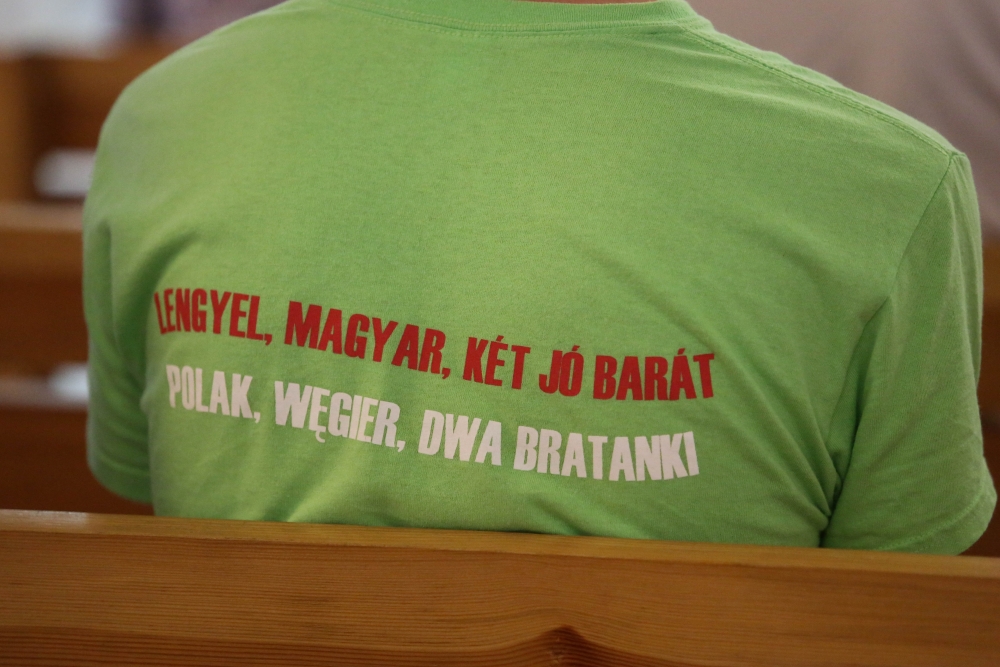 LENGYEL, MAGYAR, KÉT JÓ BARÁT
POLAK, WĘGIER, DWA BRATANKI